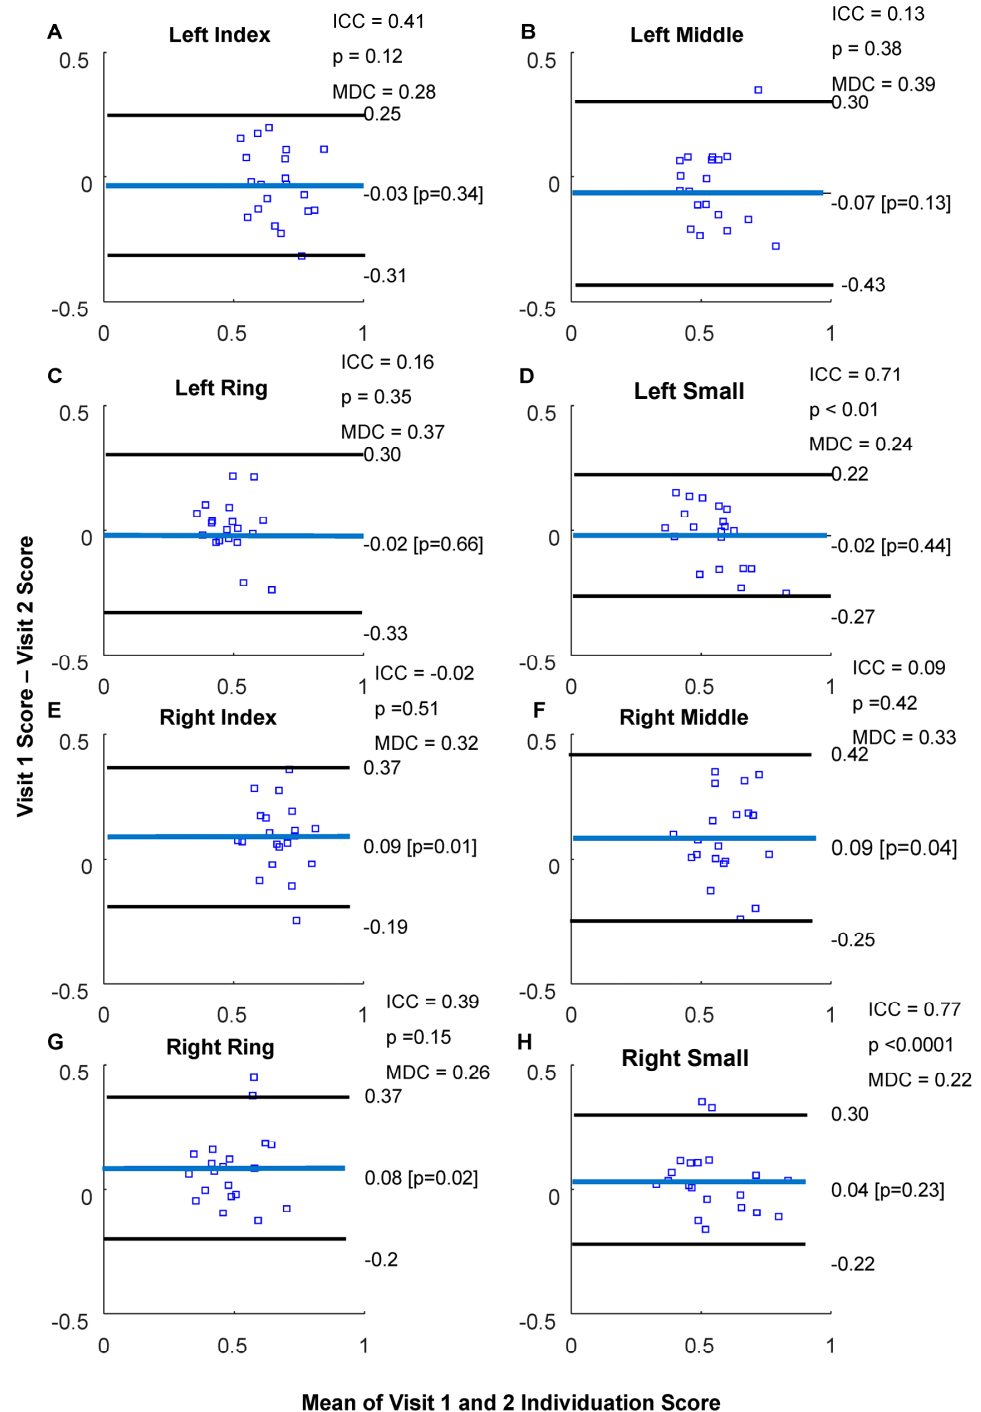 A
Left Index
ICC = 0.41
p = 0.12
MDC = 0.28
0.5
0.25
0
-0.03 [p=0.34]
-0.31
-0.5
0
0.5
1
B
Left Middle
ICC = 0.13
p = 0.38
MDC = 0.39
0.5
0.30
0
-0.07 [p=0.13]
-0.43
-0.5
0
0.5
1
C
Left Ring
ICC = 0.16
p = 0.35
MDC = 0.37
0.5
0.30
0
-0.02 [p=0.66]
-0.33
-0.5
0
0.5
1
D
Left Small
ICC = 0.71
p < 0.01
MDC = 0.24
0.5
0.22
0
-0.02 [p=0.44]
-0.27
-0.5
0
0.5
1
E
Right Index
ICC = -0.02
p =0.51
MDC = 0.32
0.5
0.37
0
0.09 [p=0.01]
-0.19
-0.5
0
0.5
1
F
Right Middle
ICC = 0.09
p =0.42
MDC = 0.33
0.5
0.42
0
0.09 [p=0.04]
-0.25
-0.5
0
0.5
1
G
Right Ring
ICC = 0.39
p =0.15
MDC = 0.26
0.5
0.37
0
0.08 [p=0.02]
-0.2
-0.5
0
0.5
1
H
Right Small
ICC = 0.77
p <0.0001
MDC = 0.22
0.5
0.30
0
0.04 [p=0.23]
-0.22
-0.5
0
0.5
1
Visit 1 Score – Visit 2 Score
Mean of Visit 1 and 2 Individuation Score